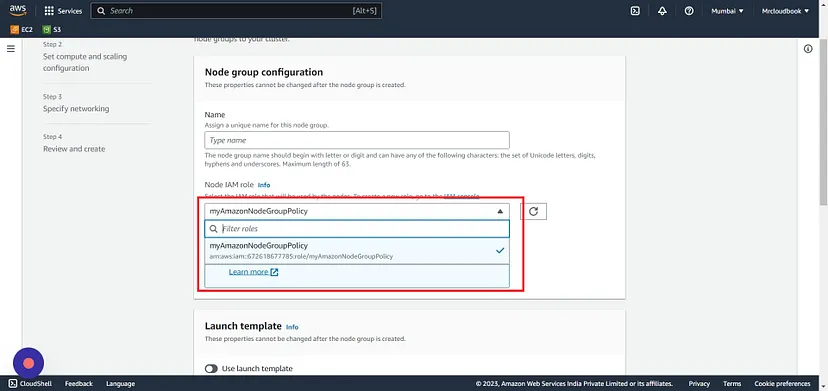 aws
Services
Search
[Alt+S]
Mumbai
Mrcloudbook
EC2
S3
node groups to your cluster.
Step 2
Set compute and scaling
configuration
Step 3
Specify networking
Step 4
Review and create
Node group configuration
These properties cannot be changed after the node group is created.
Name
Assign a unique name for this node group.
Type name
The node group name should begin with letter or digit and can have any of the following characters: the set of Unicode letters, digits,
hyphens and underscores. Maximum length of 63.
Node IAM role Info
Select the IAM role that will be used by the nodes. To create a new role, go to the IAM console.
myAmazonNodeGroupPolicy
Filter roles
myAmazonNodeGroupPolicy
arn:aws:iam::672618677785:role/myAmazonNodeGroupPolicy
Learn more
Launch template Info
These properties cannot be changed after the node group is created.
Use launch template
CloudShell
Feedback
Language
© 2023, Amazon Web Services India Private Limited or its affiliates.
Privacy
Terms
Cookie preferences